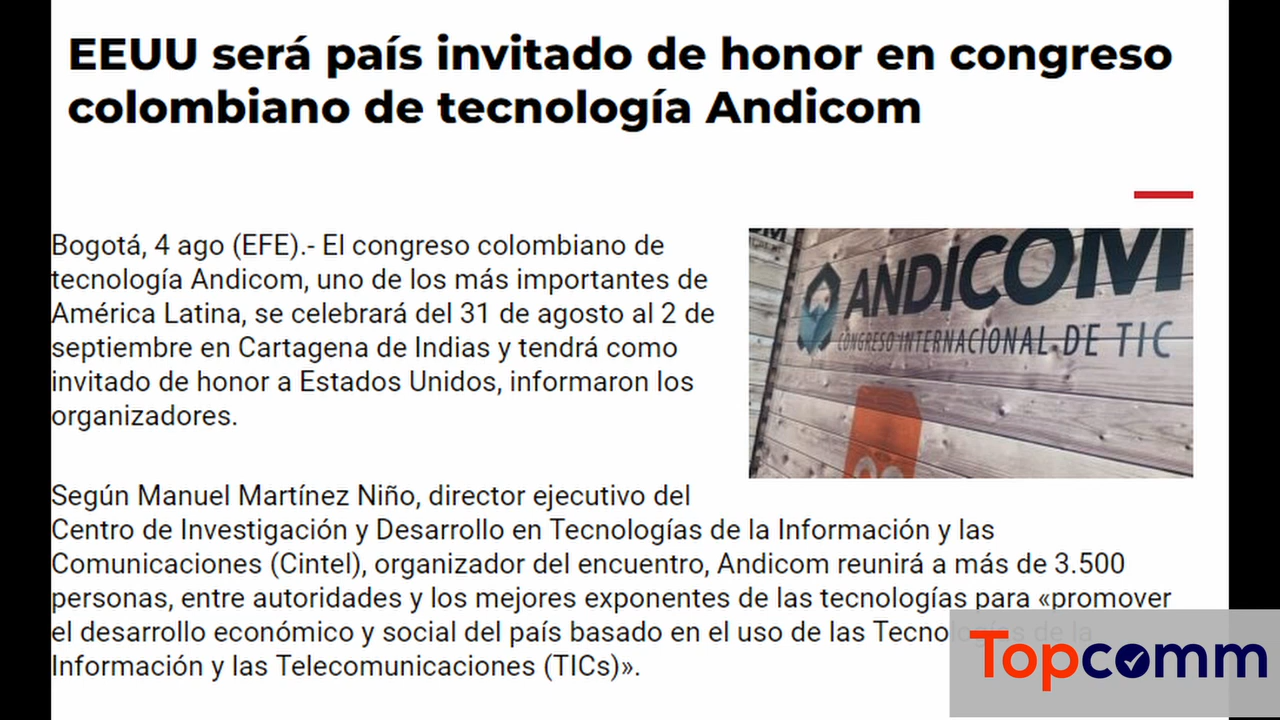 EEUU será país invitado de honor en congreso
colombiano de tecnología Andicom
Bogotá, 4 ago (EFE).- El congreso colombiano de
tecnología Andicom, uno de los más importantes de
América Latina, se celebrará del 31 de agosto al 2 de
septiembre en Cartagena de Indias y tendrá como
invitado de honor a Estados Unidos, informaron los
organizadores.
ANDICOM
CONGRESO INTERNACIONAL DE TIC
Según Manuel Martínez Niño, director ejecutivo del
Centro de Investigación y Desarrollo en Tecnologías de la Información y las
Comunicaciones (Cintel), organizador del encuentro, Andicom reunirá a más de 3.500
personas, entre autoridades y los mejores exponentes de las tecnologías para «promover
el desarrollo económico y social del país basado en el uso de las Tecnologías de la
Información y las Telecomunicaciones (TICs)».
Topcomm